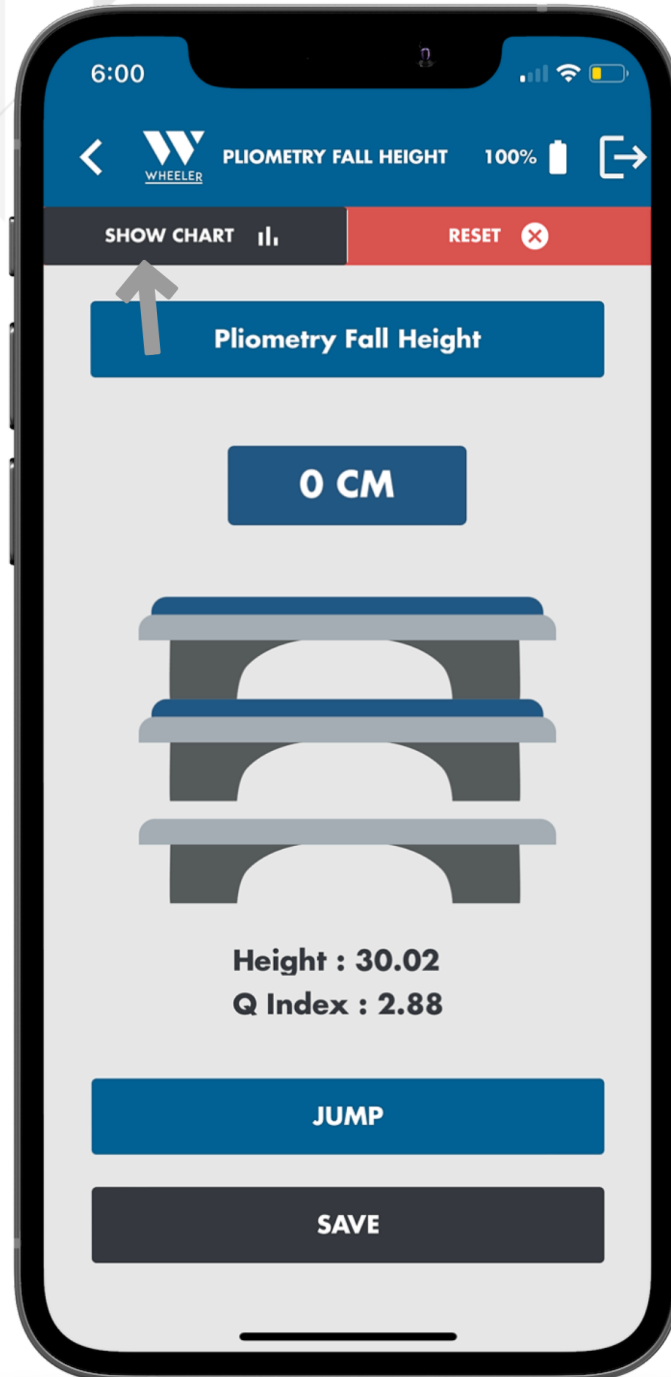 6:00
W
WHEELER
PLIOMETRY FALL HEIGHT
100%
SHOW CHART
RESET
Pliometry Fall Height
0 CM
Height : 30.02
Q Index : 2.88
JUMP
SAVE